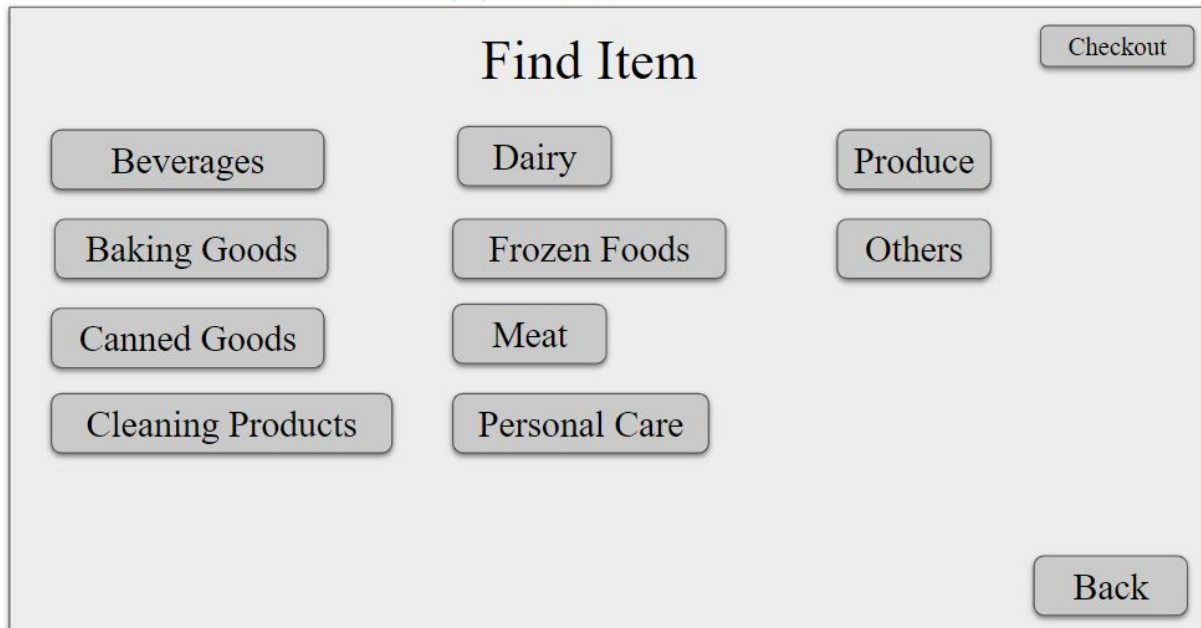 Find Item
Checkout
Beverages
Dairy
Produce
Baking Goods
Frozen Foods
Others
Canned Goods
Meat
Cleaning Products
Personal Care
Back